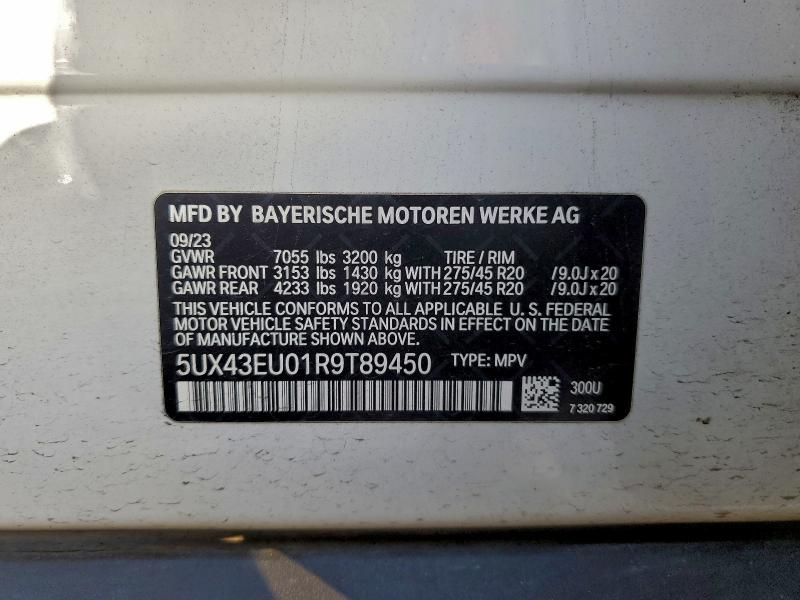 MFD BY BAYERISCHE MOTOREN WERKE AG
09/23
GVWR 7055 lbs 3200 kg TIRE / RIM
GAWR FRONT 3153 lbs 1430 kg WITH 275/45 R20 /9.0J x 20
GAWR REAR 4233 lbs 1920 kg WITH 275/45 R20 /9.0J x 20
THIS VEHICLE CONFORMS TO ALL APPLICABLE U. S. FEDERAL
MOTOR VEHICLE SAFETY STANDARDS IN EFFECT ON THE DATE
OF MANUFACTURE SHOWN ABOVE.
5UX43EU01R9T89450 TYPE: MPV
300U
7 320 729